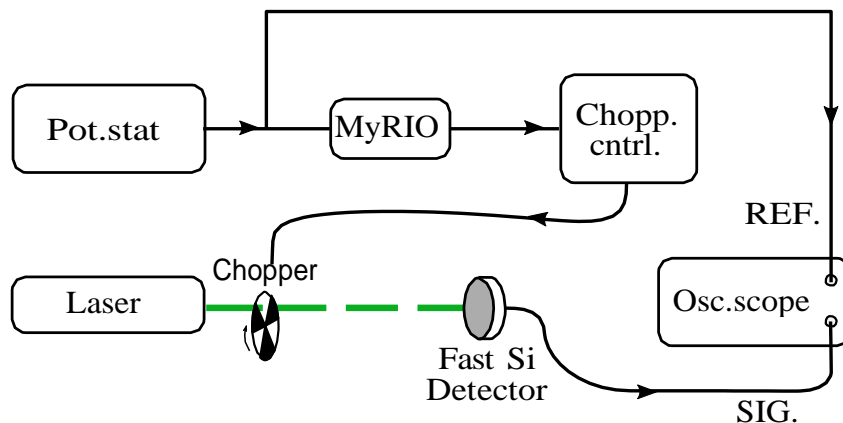 Pot.stat
MyRIO
Chopp.
cntrl.
REF.
Chopper
Laser
Osc.scope
Fast Si
Detector
SIG.